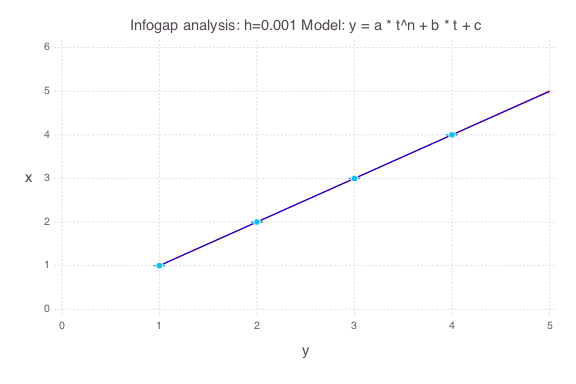 Infogap analysis: h=0.001 Model: y = a * t^n + b * t + c
6
5
4
x 3
2
1
0
0 1 2 3 4 5
y